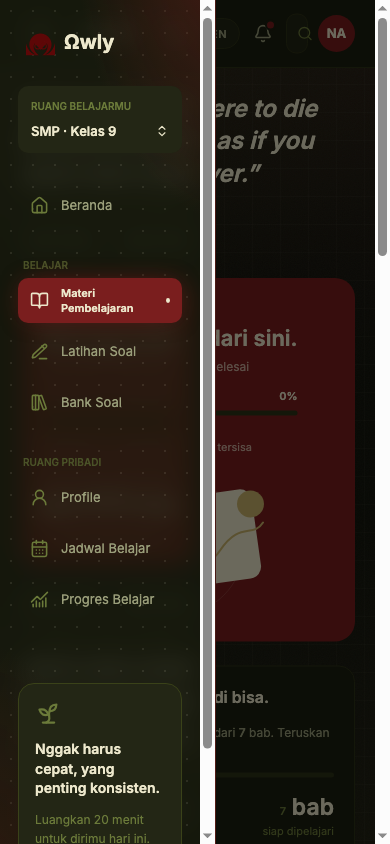 Ωwly
RUANG BELAJARMU
SMP · Kelas 9
Beranda
BELAJAR
Materi
Pembelajaran
Latihan Soal
Bank Soal
RUANG PRIBADI
Profile
Jadwal Belajar
Progres Belajar
Nggak harus
cepat, yang
penting konsisten.
Luangkan 20 menit
untuk dirimu hari ini.
EN
NA
ere to die
as if you
ver.”
lari sini.
elesai
0%
tersisa
di bisa.
dari 7 bab. Teruskan
7 bab
siap dipelajari